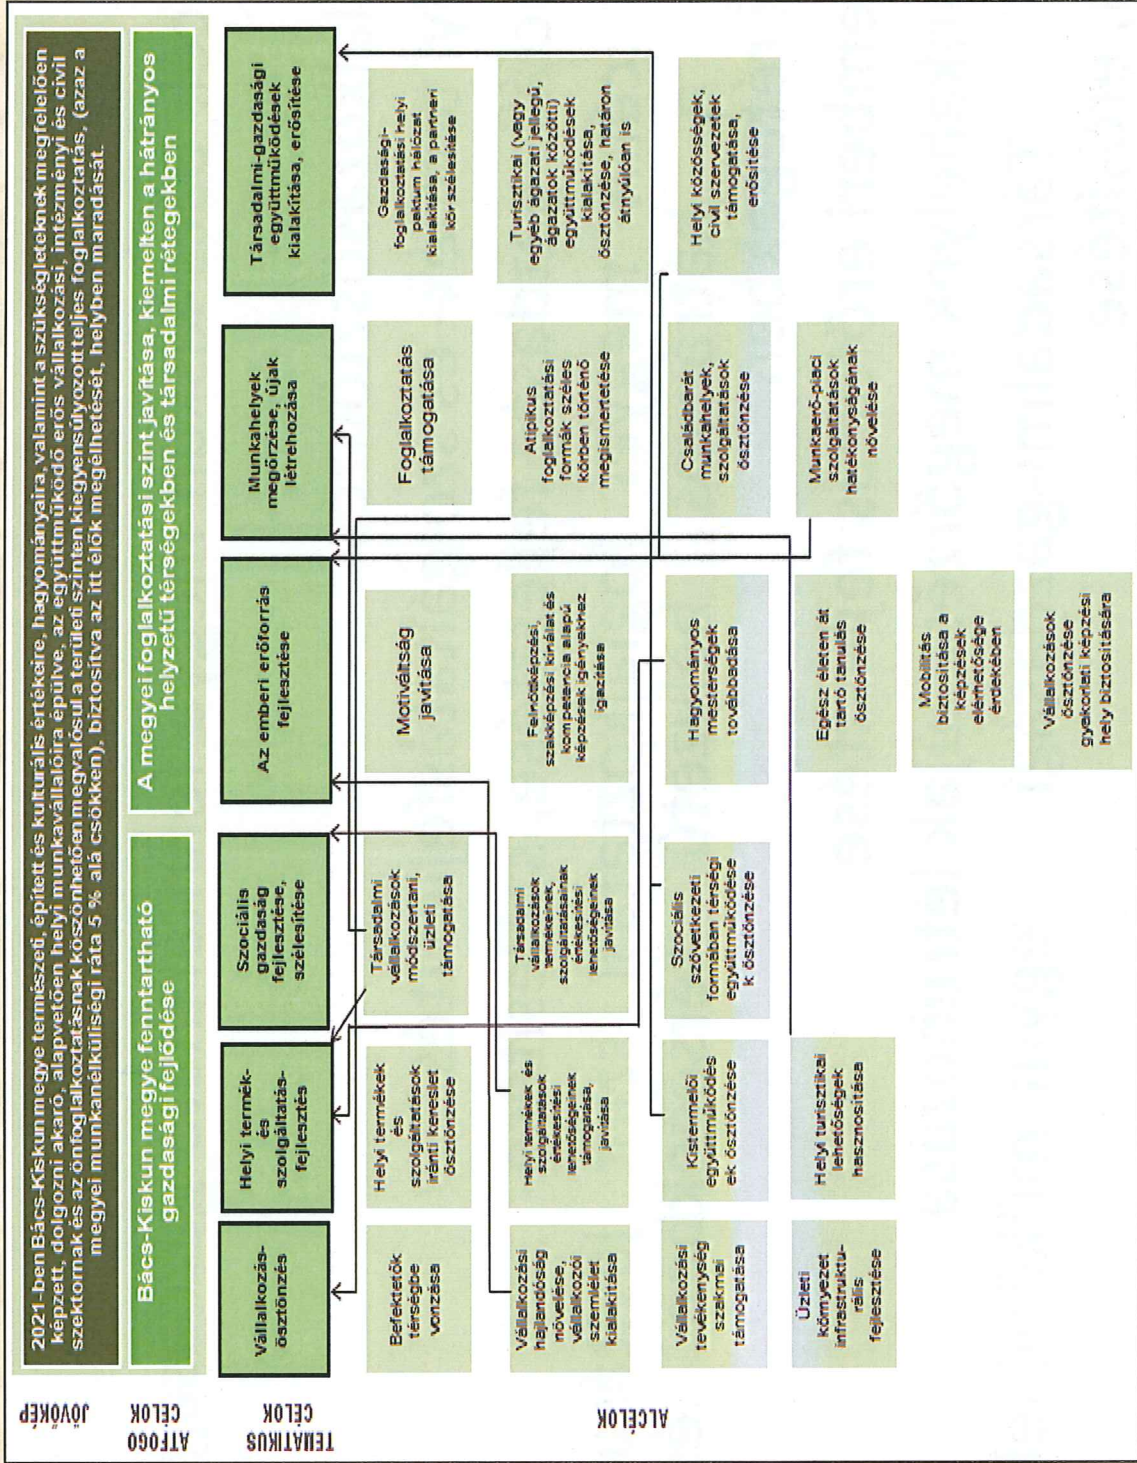 JÖVŐKÉP
2021-ben Bács-Kiskun megye természeti, épített és kulturális értékeire, hagyományaira, valamint a szükségleteknek megfelelően
képzett, dolgozni akaró, alapvetően helyi munkavállalóira épülve, az együttműködő erős vállalkozási, intézményi és civil
szektornak és az önfoglalkoztatásnak köszönhetően megvalósul a területi szinten kiegyensúlyozott teljes foglalkoztatás, (azaz a
megyei munkanélküliségi ráta 5 % alá csökken), biztosítva az itt élők megélhetését, helyben maradását.
ÁTFOGÓ
CÉLOK
Bács-Kiskun megye fenntartható
gazdasági fejlődése
A megyei foglalkoztatási szint javítása, kiemelten a hátrányos
helyzetű térségekben és társadalmi rétegekben
TEMATIKUS
CÉLOK
Vállalkozás-
ösztönzés
Helyi termék-
és
szolgáltatás-
fejlesztés
Szociális
gazdaság
fejlesztése,
szélesítése
Az emberi erőforrás
fejlesztése
Munkahelyek
megőrzése, újak
létrehozása
Társadalmi-gazdasági
együttműködések
kialakítása, erősítése
ALCÉLOK
Befektetők
térségbe
vonzása
Helyi termékek
és
szolgáltatások
iránti kereslet
ösztönzése
Társadalmi
vállalkozások
módszertani,
üzleti
támogatása
Motiváltság
javítása
Foglalkoztatás
támogatása
Gazdasági-
foglalkoztatási helyi
paktum hálózat
kialakítása, a partneri
kör szélesítése
Vállalkozási
hajlandóság
növelése,
vállalkozói
szemlélet
kialakítása
Helyi termékek és
szolgáltatások
értékesítési
lehetőségeinek
támogatása,
javítása
Társadalmi
vállalkozások
termékeinek,
szolgáltatásainak
értékesítési
lehetőségeinek
javítása
Felnőttképzési,
szakképzési kínálat és
kompetencia alapú
képzések igényekhez
igazítása
Atipikus
foglalkoztatási
formák széles
körben történő
megismertetése
Turisztikai (vagy
egyéb ágazati jellegű,
ágazatok közötti)
együttműködések
kialakítása,
ösztönzése, határon
átnyúlóan is
Vállalkozási
tevékenység
szakmai
támogatása
Kistermelői
együttműködés
ek ösztönzése
Szociális
szövetkezeti
formában térségi
együttműködése
k ösztönzése
Hagyományos
mesterségek
továbbadása
Családbarát
munkahelyek,
szolgáltatások
ösztönzése
Helyi közösségek,
civil szervezetek
támogatása,
erősítése
Üzleti
környezet
infrastruktu-
rális
fejlesztése
Helyi turisztikai
lehetőségek
hasznosítása
Egész életen át
tartó tanulás
ösztönzése
Munkaerő-piaci
szolgáltatások
hatékonyságának
növelése
Mobilitás
biztosítása a
képzések
elérhetősége
érdekében
Vállalkozások
ösztönzése
gyakorlati képzési
hely biztosítására